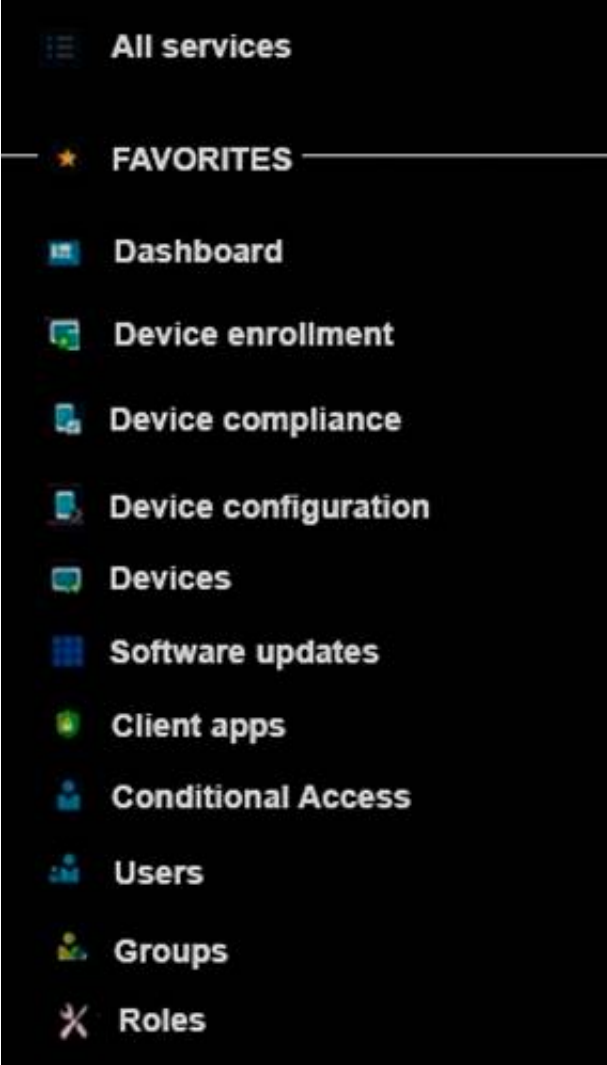 All services
FAVORITES
Dashboard
Device enrollment
Device compliance
Device configuration
Devices
Software updates
Client apps
Conditional Access
Users
Groups
Roles